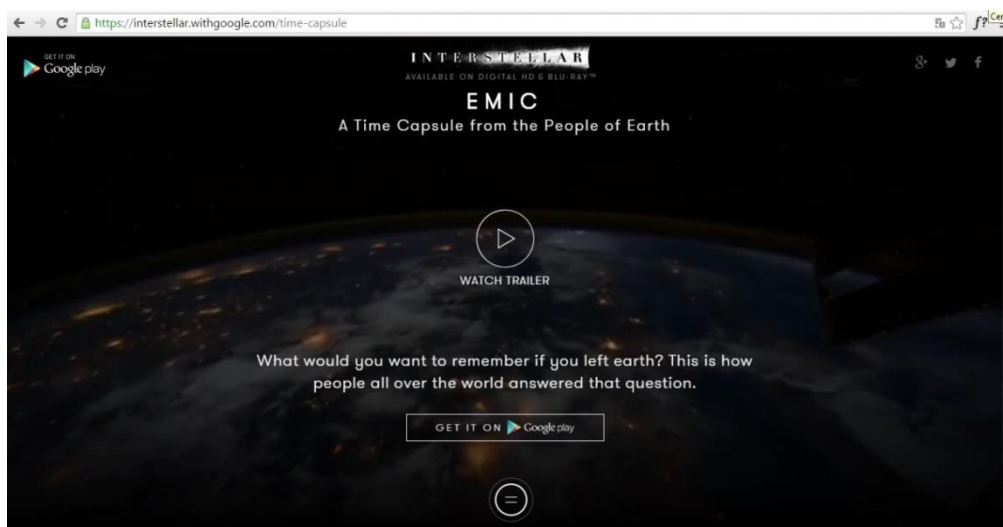 https://interstellar.withgoogle.com/time-capsule
f?
Cer
GET IT ON
Google play
INTERSTELLAR
AVAILABLE ON DIGITAL HD & BLU-RAY™
8+
f
EMIC
A Time Capsule from the People of Earth
WATCH TRAILER
What would you want to remember if you left earth? This is how
people all over the world answered that question.
GET IT ON Google play